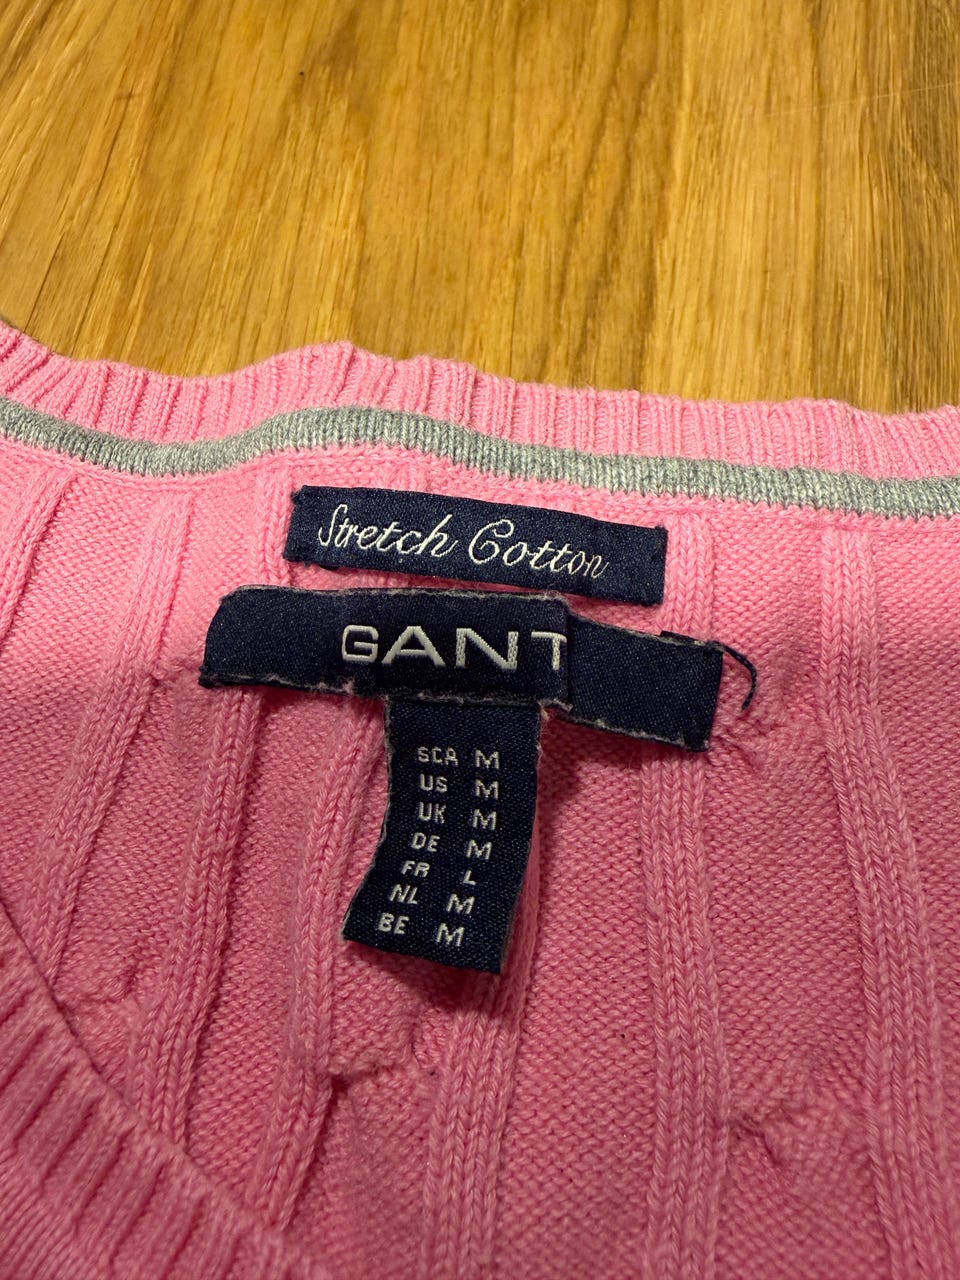 Stretch Cotton
GANT
SCA M
US M
UK M
DE M
FR L
NL M
BE M